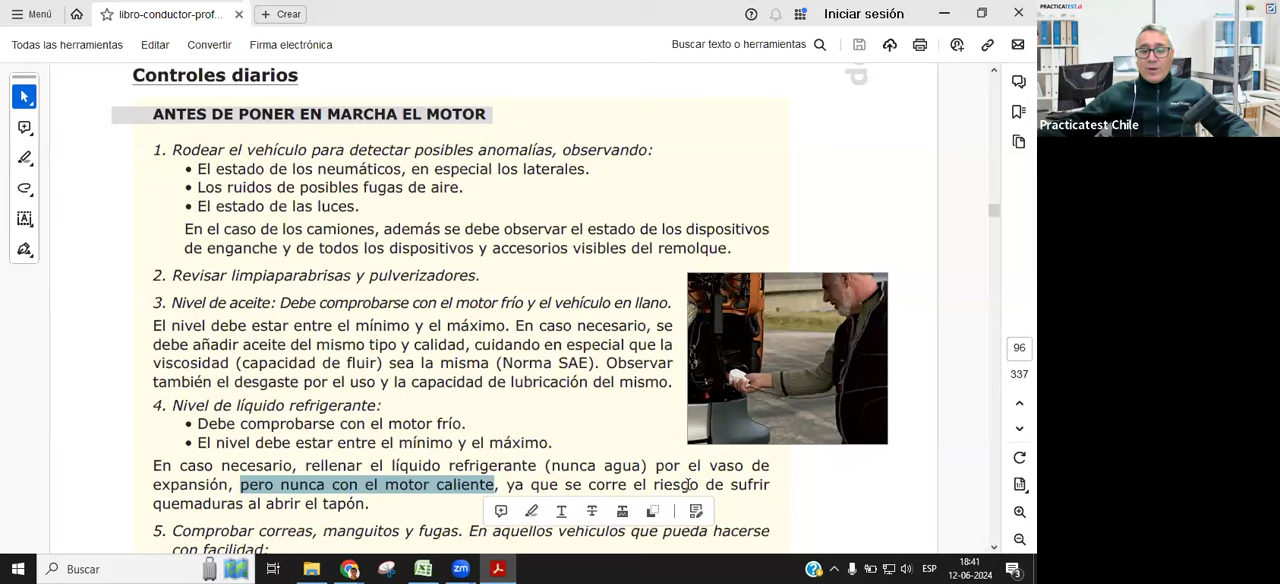 Menú
libro-conductor-prof...
Crear
Iniciar sesión
Todas las herramientas
Editar
Convertir
Firma electrónica
Buscar texto o herramientas
PRACTICATEST.cl
Practicatest Chile
Controles diarios
ANTES DE PONER EN MARCHA EL MOTOR
1. Rodear el vehículo para detectar posibles anomalías, observando:
• El estado de los neumáticos, en especial los laterales.
• Los ruidos de posibles fugas de aire.
• El estado de las luces.
En el caso de los camiones, además se debe observar el estado de los dispositivos
de enganche y de todos los dispositivos y accesorios visibles del remolque.
2. Revisar limpiaparabrisas y pulverizadores.
3. Nivel de aceite: Debe comprobarse con el motor frío y el vehículo en llano.
El nivel debe estar entre el mínimo y el máximo. En caso necesario, se
debe añadir aceite del mismo tipo y calidad, cuidando en especial que la
viscosidad (capacidad de fluir) sea la misma (Norma SAE). Observar
también el desgaste por el uso y la capacidad de lubricación del mismo.
4. Nivel de líquido refrigerante:
• Debe comprobarse con el motor frío.
• El nivel debe estar entre el mínimo y el máximo.
En caso necesario, rellenar el líquido refrigerante (nunca agua) por el vaso de
expansión, pero nunca con el motor caliente, ya que se corre el riesgo de sufrir
quemaduras al abrir el tapón.
5. Comprobar correas, manguitos y fugas. En aquellos vehículos que pueda hacerse
con facilidad:
96
337
Buscar
zm
ESP
18:41
12-06-2024
3